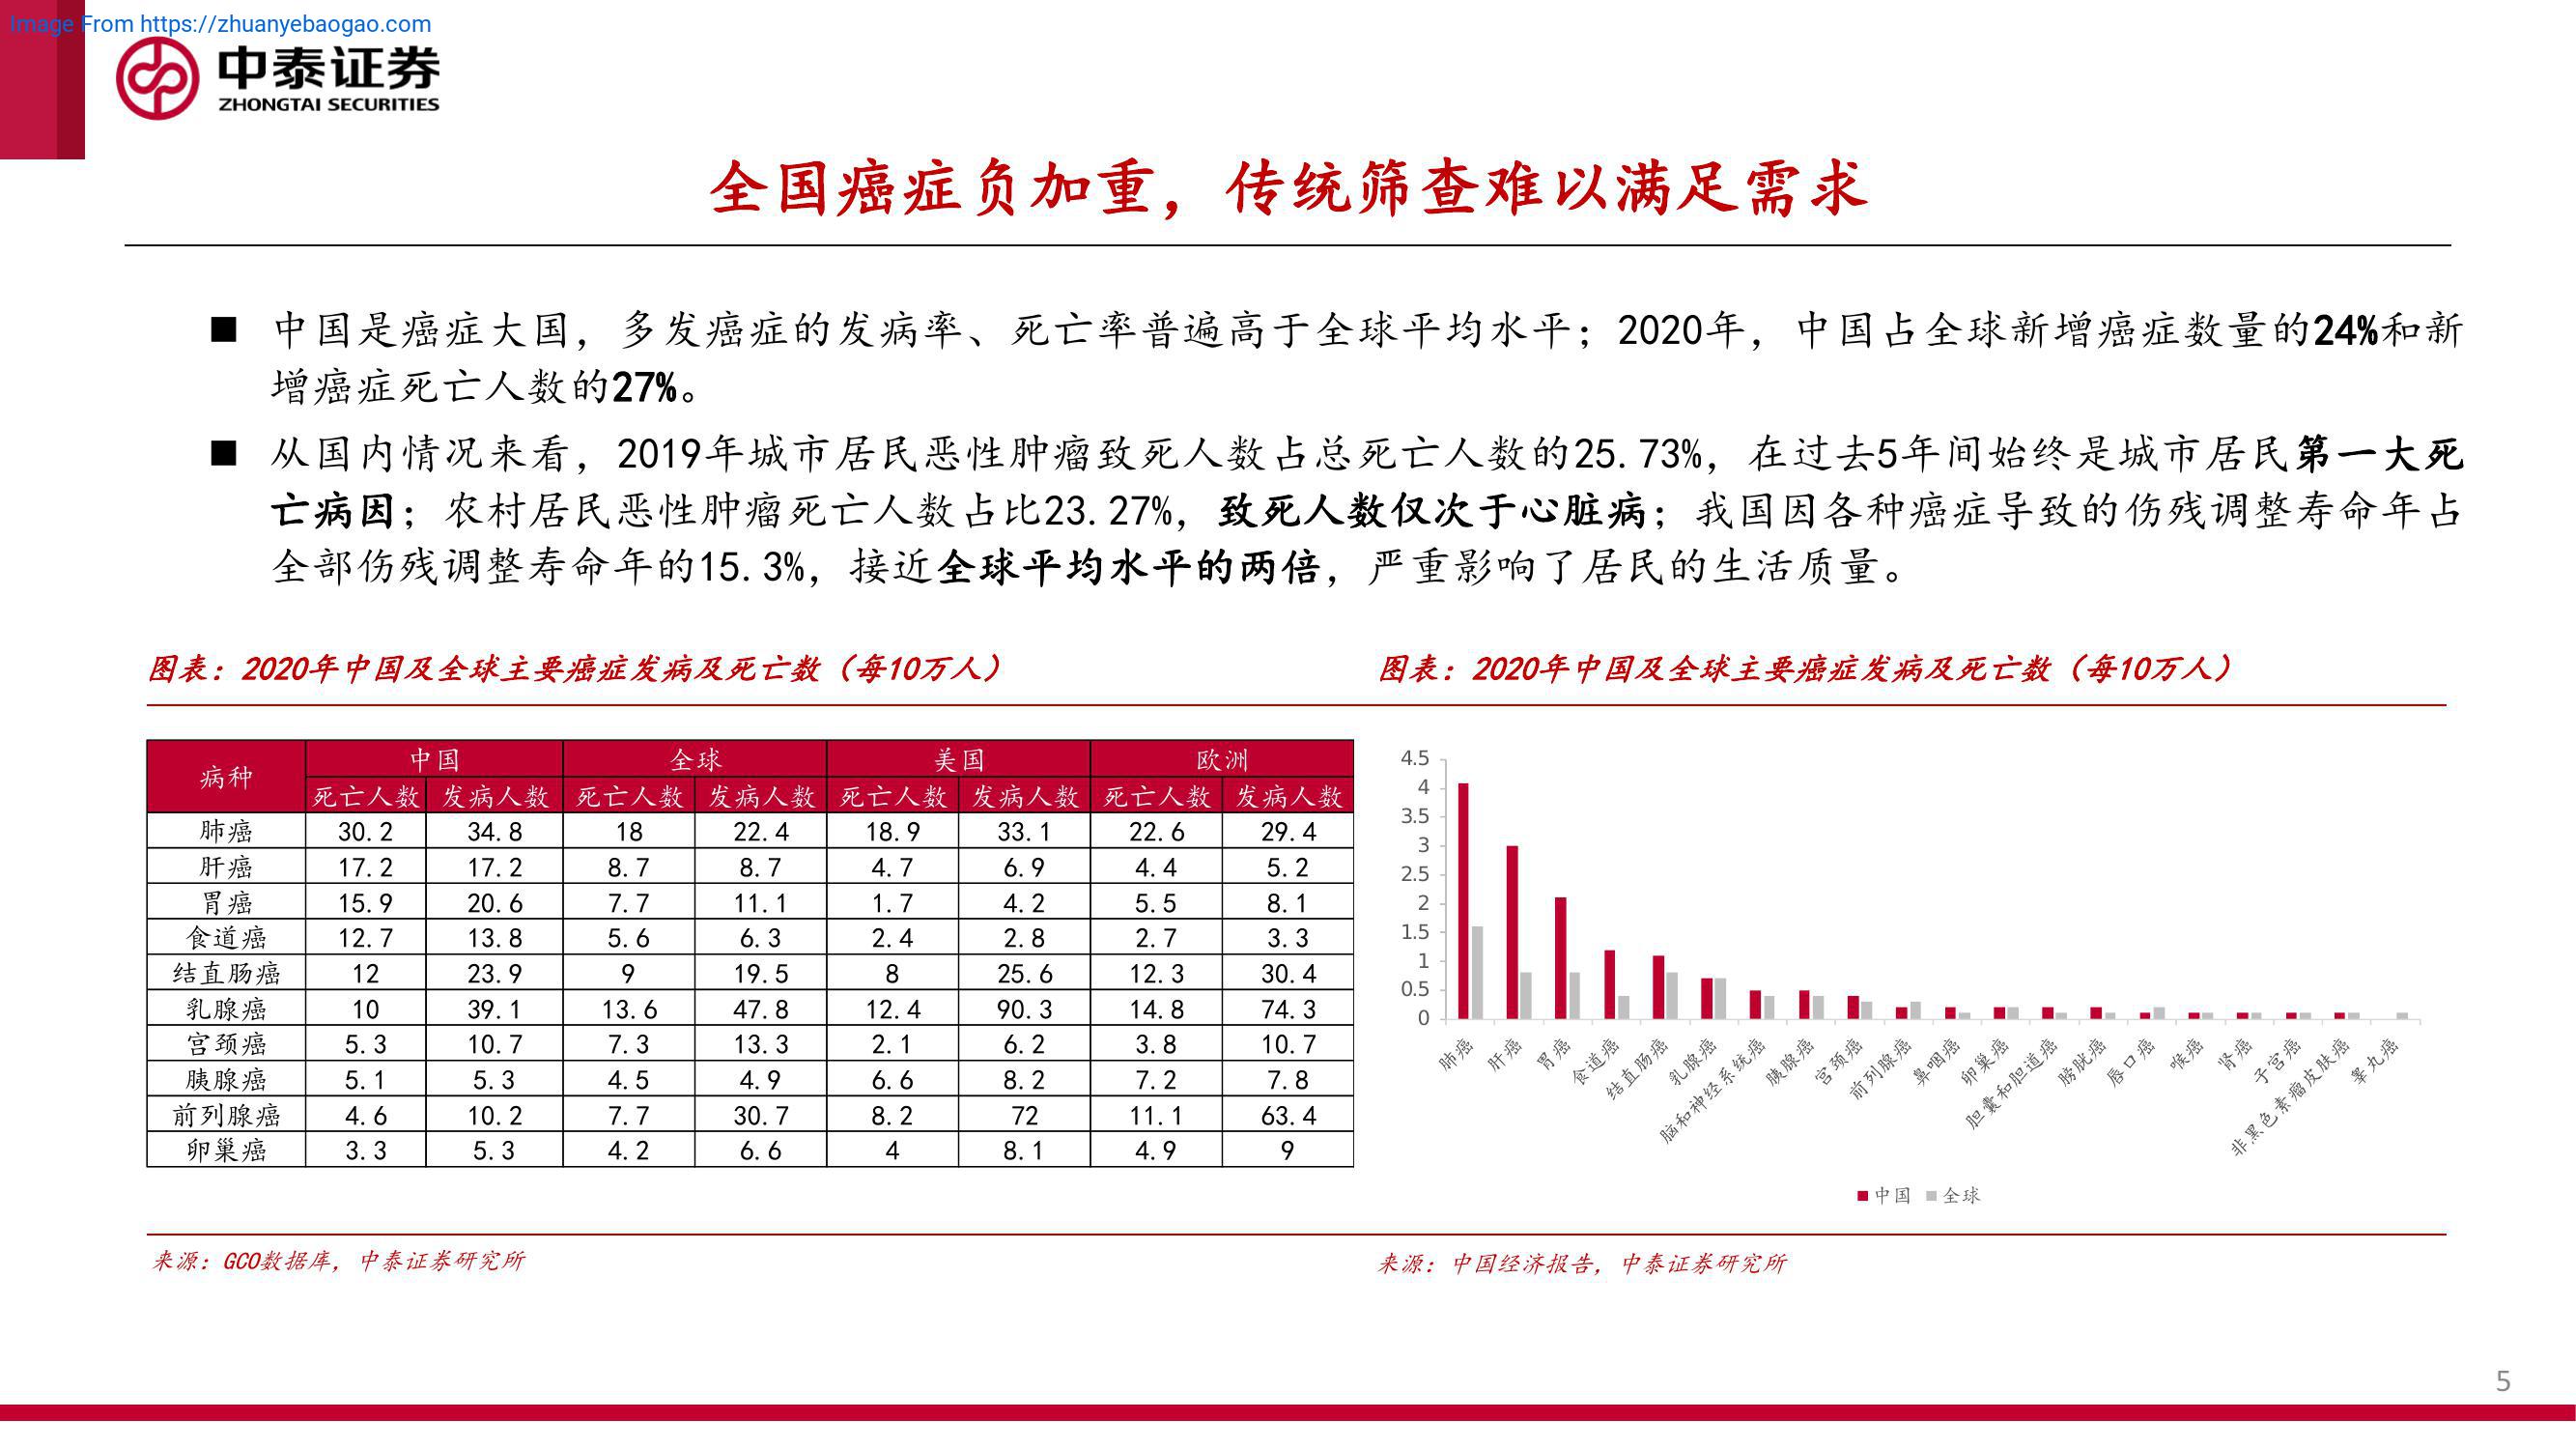 Image From https://zhuanyebaogao.com
中泰证券
ZHONGTAI SECURITIES
全国癌症负加重，传统筛查难以满足需求
■ 中国是癌症大国，多发癌症的发病率、死亡率普遍高于全球平均水平；2020年，中国占全球新增癌症数量的24%和新
增癌症死亡人数的27%。
■ 从国内情况来看，2019年城市居民恶性肿瘤致死人数占总死亡人数的25.73%，在过去5年间始终是城市居民第一大死
亡病因；农村居民恶性肿瘤死亡人数占比23.27%，致死人数仅次于心脏病；我国因各种癌症导致的伤残调整寿命年占
全部伤残调整寿命年的15.3%，接近全球平均水平的两倍，严重影响了居民的生活质量。
图表：2020年中国及全球主要癌症发病及死亡数（每10万人）
病种 中国 全球 美国 欧洲
死亡人数 发病人数 死亡人数 发病人数 死亡人数 发病人数 死亡人数 发病人数
肺癌 30.2 34.8 18 22.4 18.9 33.1 22.6 29.4
肝癌 17.2 17.2 8.7 8.7 4.7 6.9 4.4 5.2
胃癌 15.9 20.6 7.7 11.1 1.7 4.2 5.5 8.1
食道癌 12.7 13.8 5.6 6.3 2.4 2.8 2.7 3.3
结直肠癌 12 23.9 9 19.5 8 25.6 12.3 30.4
乳腺癌 10 39.1 13.6 47.8 12.4 90.3 14.8 74.3
宫颈癌 5.3 10.7 7.3 13.3 2.1 6.2 3.8 10.7
胰腺癌 5.1 5.3 4.5 4.9 6.6 8.2 7.2 7.8
前列腺癌 4.6 10.2 7.7 30.7 8.2 72 11.1 63.4
卵巢癌 3.3 5.3 4.2 6.6 4 8.1 4.9 9
来源：GCO数据库，中泰证券研究所
图表：2020年中国及全球主要癌症发病及死亡数（每10万人）
4.5
4
3.5
3
2.5
2
1.5
1
0.5
0
肺癌 肝癌 胃癌 食道癌 结直肠癌 乳腺癌 脑和神经系统癌 胰腺癌 宫颈癌 前列腺癌 鼻咽癌 卵巢癌 胆囊和胆道癌 膀胱癌 唇口癌 喉癌 肾癌 子宫癌 非黑色素瘤皮肤癌 睾丸癌
中国 全球
来源：中国经济报告，中泰证券研究所
5